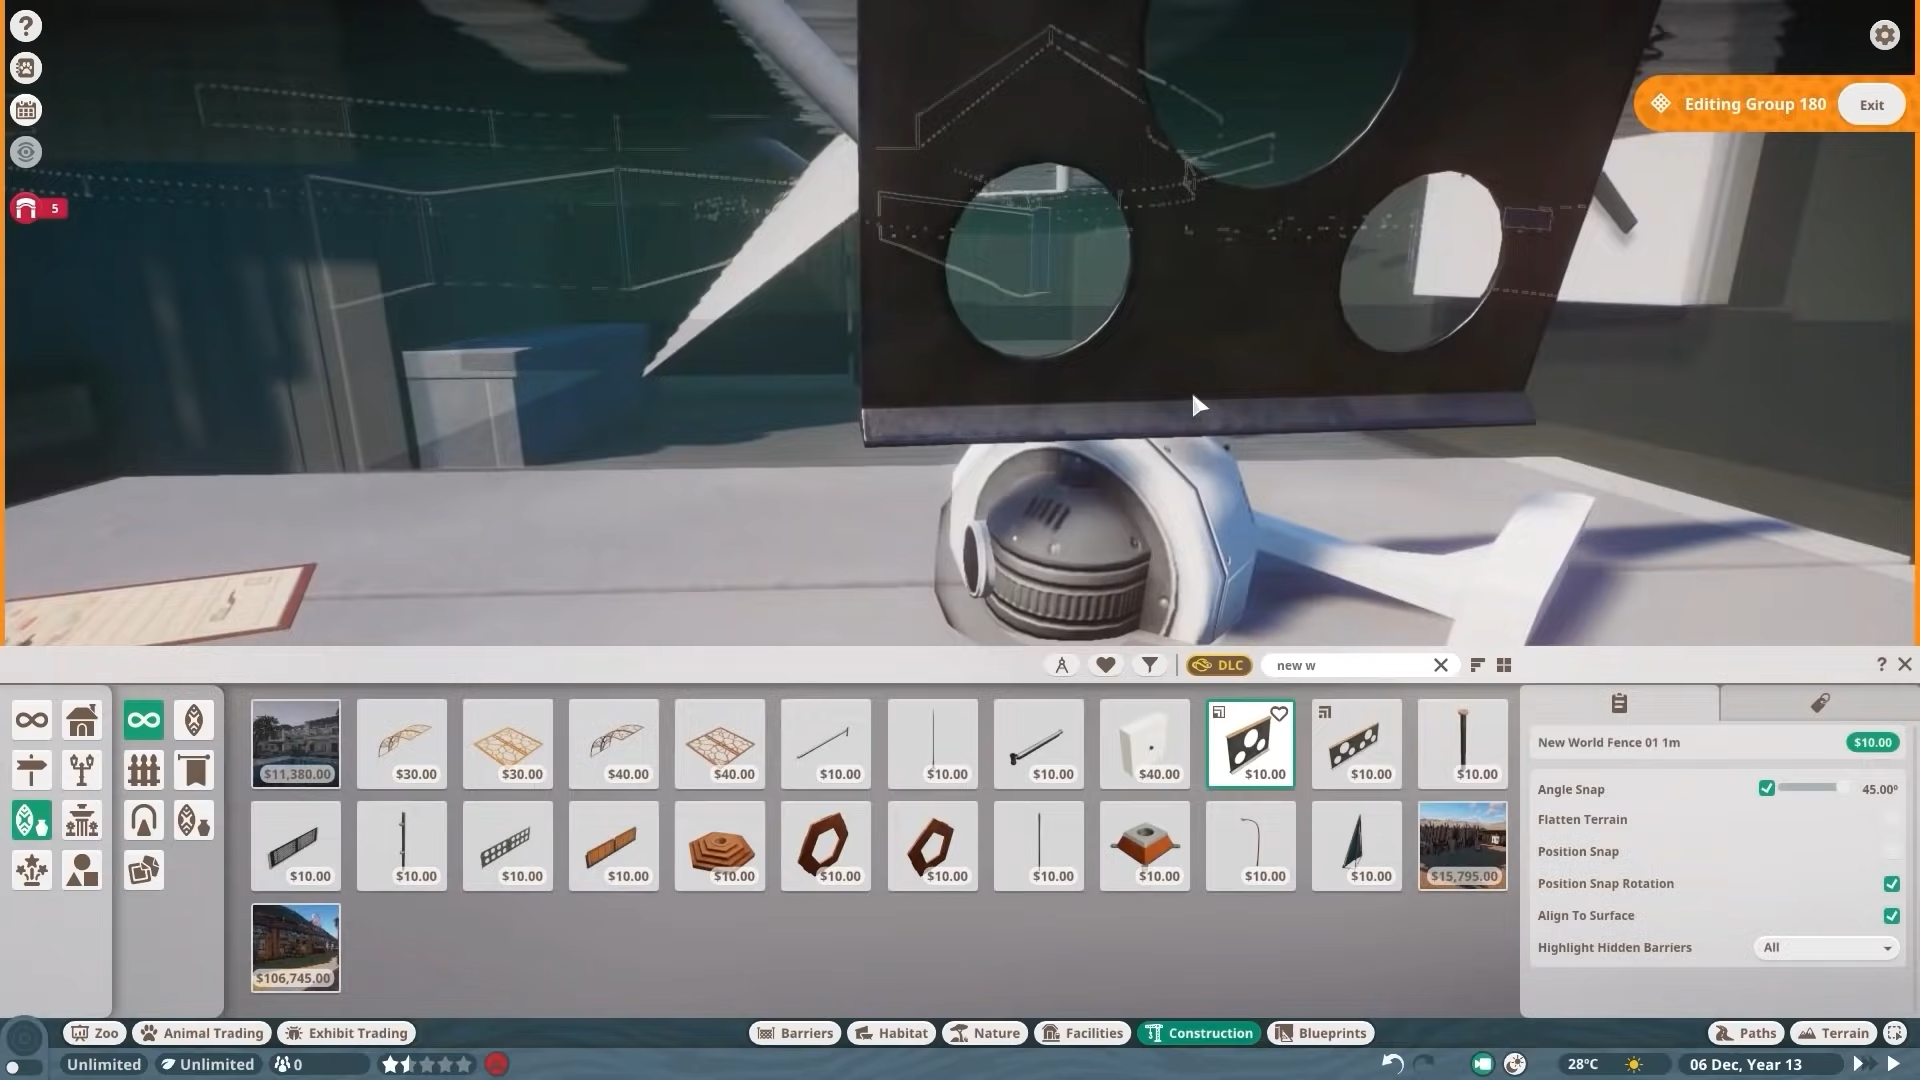 ?
5
Editing Group 180
Exit
DLC
new w
?
$11,380.00
$30.00
$30.00
$40.00
$40.00
$10.00
$10.00
$10.00
$40.00
$10.00
$10.00
$10.00
$10.00
$10.00
$10.00
$10.00
$10.00
$10.00
$10.00
$10.00
$10.00
$10.00
$10.00
$15,795.00
$106,745.00
New World Fence 01 1m
$10.00
Angle Snap
45.00°
Flatten Terrain
Position Snap
Position Snap Rotation
Align To Surface
Highlight Hidden Barriers
All
Zoo
Animal Trading
Exhibit Trading
Barriers
Habitat
Nature
Facilities
Construction
Blueprints
Paths
Terrain
Unlimited
Unlimited
0
28°C
06 Dec, Year 13